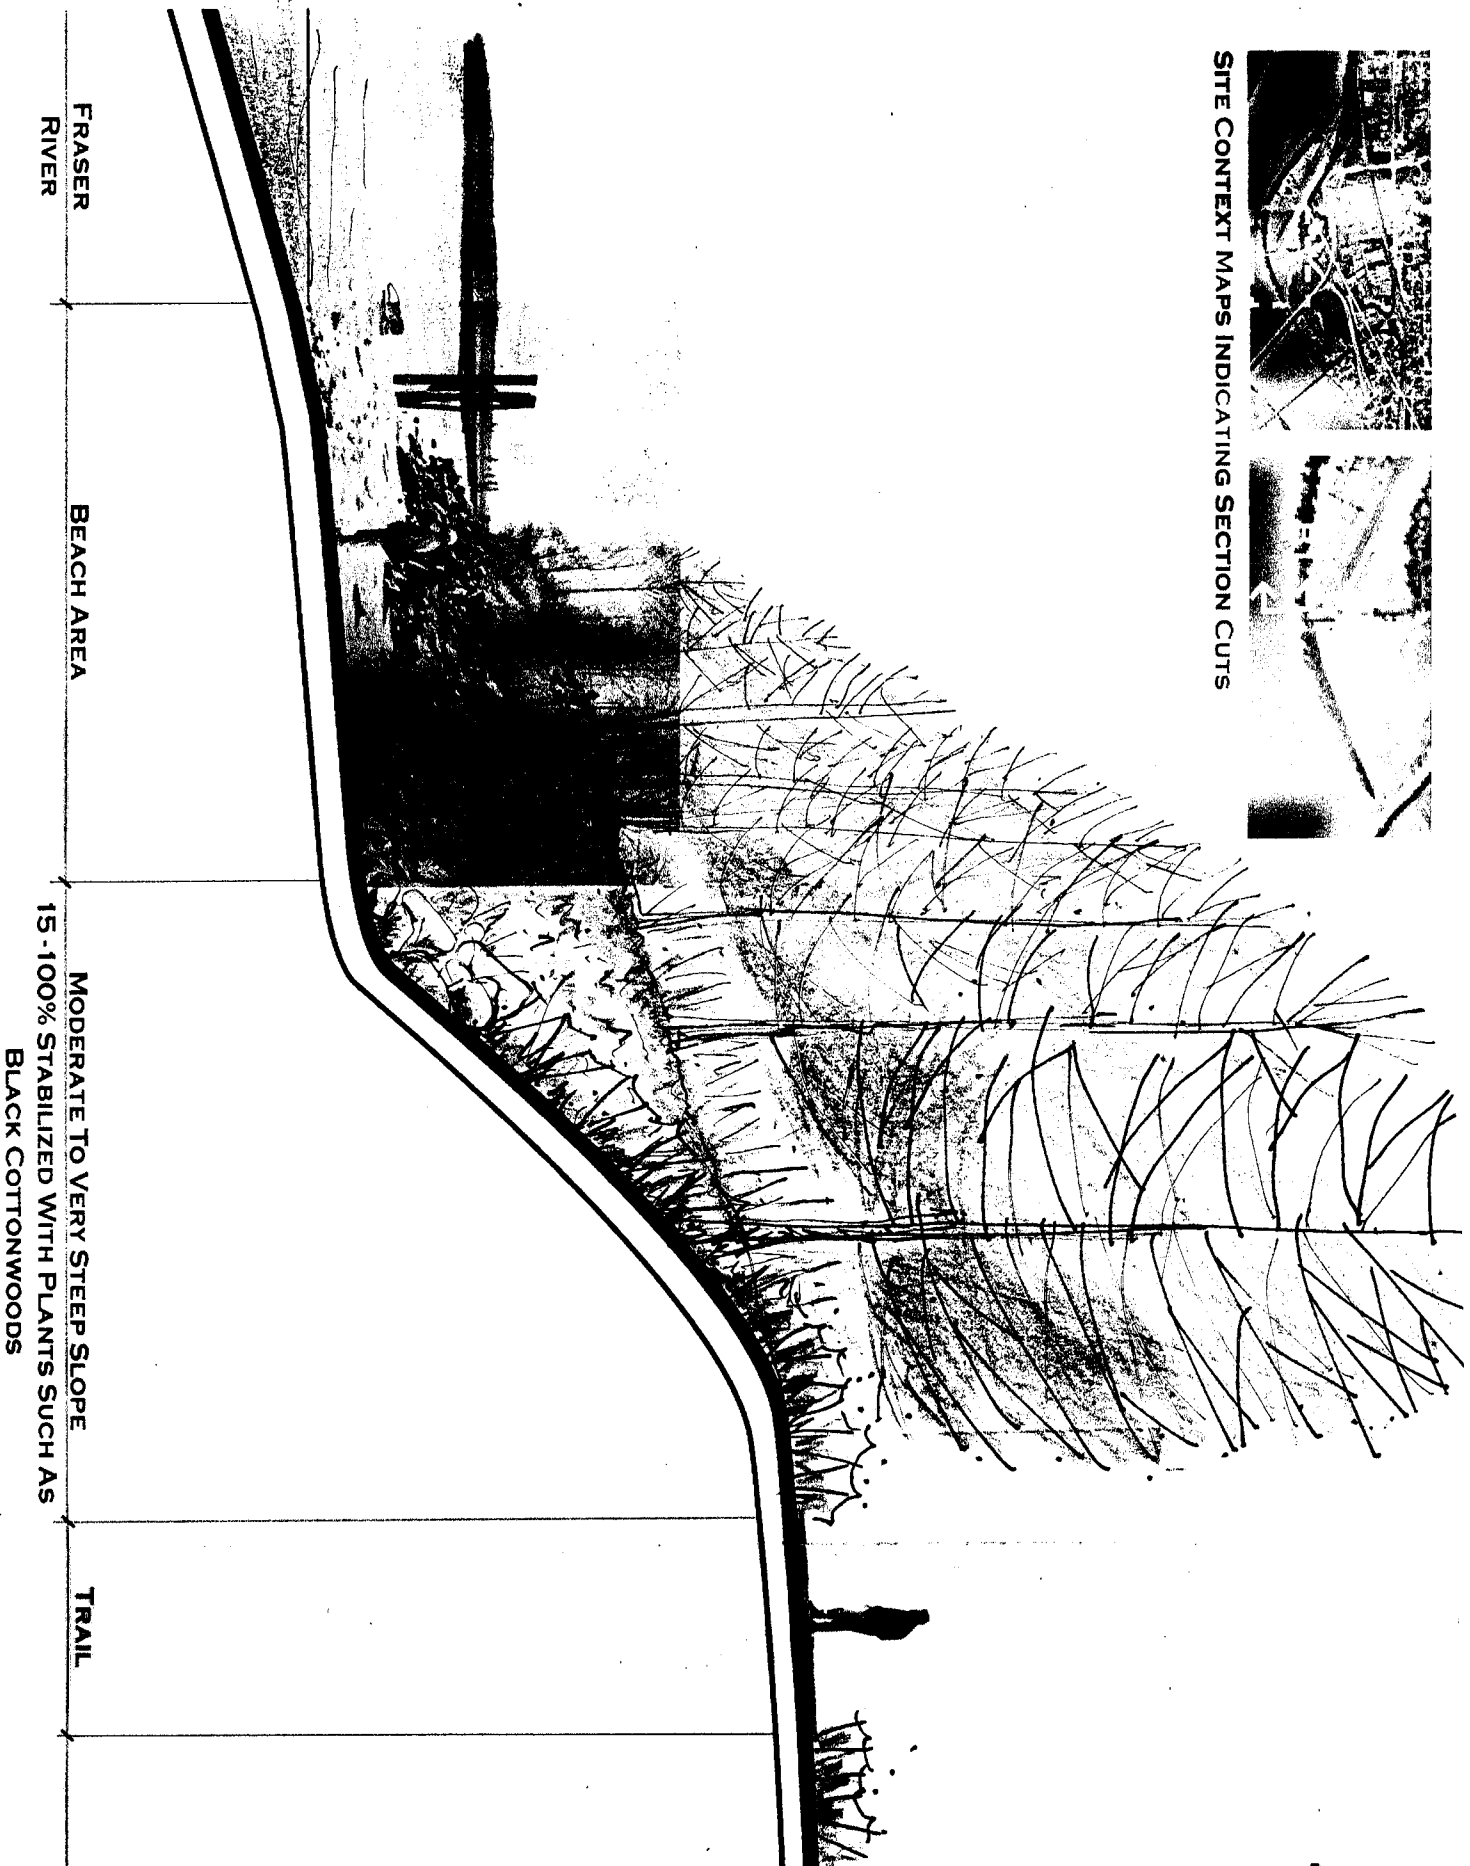 SITE CONTEXT MAPS INDICATING SECTION CUTS
FRASER
RIVER
BEACH AREA
MODERATE TO VERY STEEP SLOPE
15-100% STABILIZED WITH PLANTS SUCH AS
BLACK COTTONWOODS
TRAIL